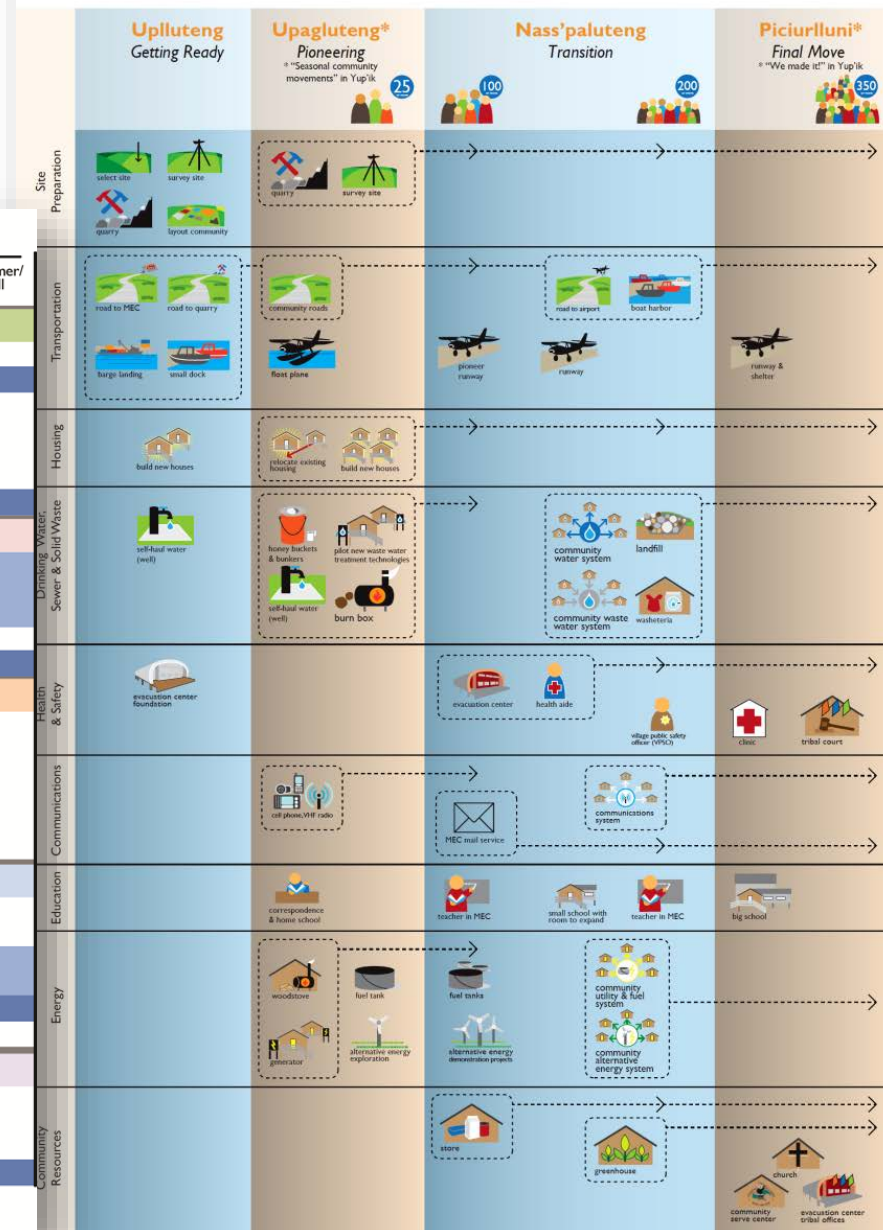 Uplluteng
Getting Ready
Upagluteng*
Pioneering
* "Seasonal community
movements" in Yup'ik
25
Nass'paluteng
Transition
100
200
Piciurlluni*
Final Move
* "We made it!" in Yup'ik
350
mer/
ll
Site
Preparation
select site
survey site
quarry
layout community
quarry
survey site
Transportation
road to MEC
road to quarry
barge landing
small dock
community roads
float plane
pioneer
runway
road to airport
boat harbor
runway
runway &
shelter
Housing
build new houses
relocate existing
housing
build new houses
Drinking Water,
Sewer & Solid Waste
self-haul water
(well)
honey buckets
& bunkers
pilot new waste water
treatment technologies
self-haul water
(well)
burn box
community
water system
landfill
community waste
water system
washeteria
Health
& Safety
evacuation center
foundation
evacuation center
health aide
village public safety
officer (VPSO)
clinic
tribal court
Communications
cell phone, VHF radio
MEC mail service
communications
system
Education
correspondence
& home school
teacher in MEC
small school with
room to expand
teacher in MEC
big school
Energy
woodstove
fuel tank
generator
alternative energy
exploration
fuel tanks
alternative energy
demonstration projects
community
utility & fuel
system
community
alternative
energy system
Community
Resources
store
greenhouse
church
community
serve center
evacuation center
tribal offices